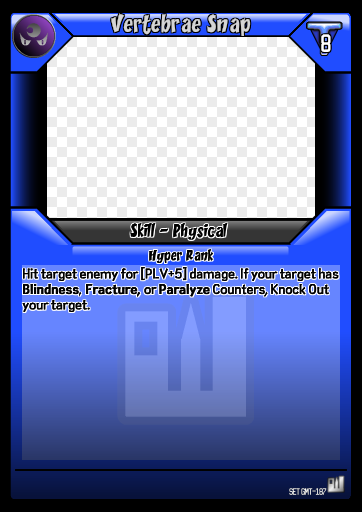 Vertebrae Snap
8
Skill - Physical
Hyper Rank
Hit target enemy for [PLV+5] damage. If your target has
Blindness, Fracture, or Paralyze Counters, Knock Out
your target.
SET GMT-187